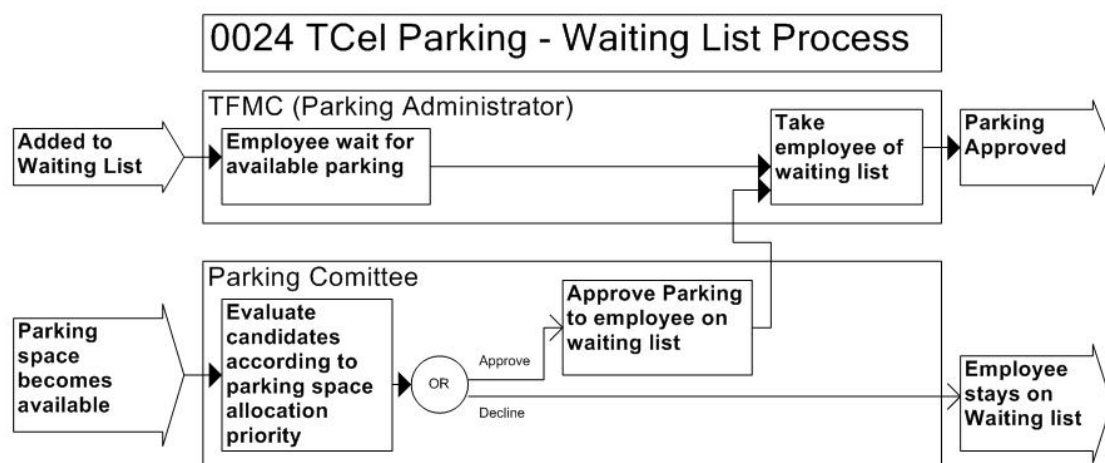 0024 TCel Parking - Waiting List Process
TFMC (Parking Administrator)
Added to
Waiting List
Employee wait for
available parking
Take
employee of
waiting list
Parking
Approved
Parking Comittee
Parking
space
becomes
available
Evaluate
candidates
according to
parking space
allocation
priority
OR
Approve
Decline
Approve Parking
to employee on
waiting list
Employee
stays on
Waiting list